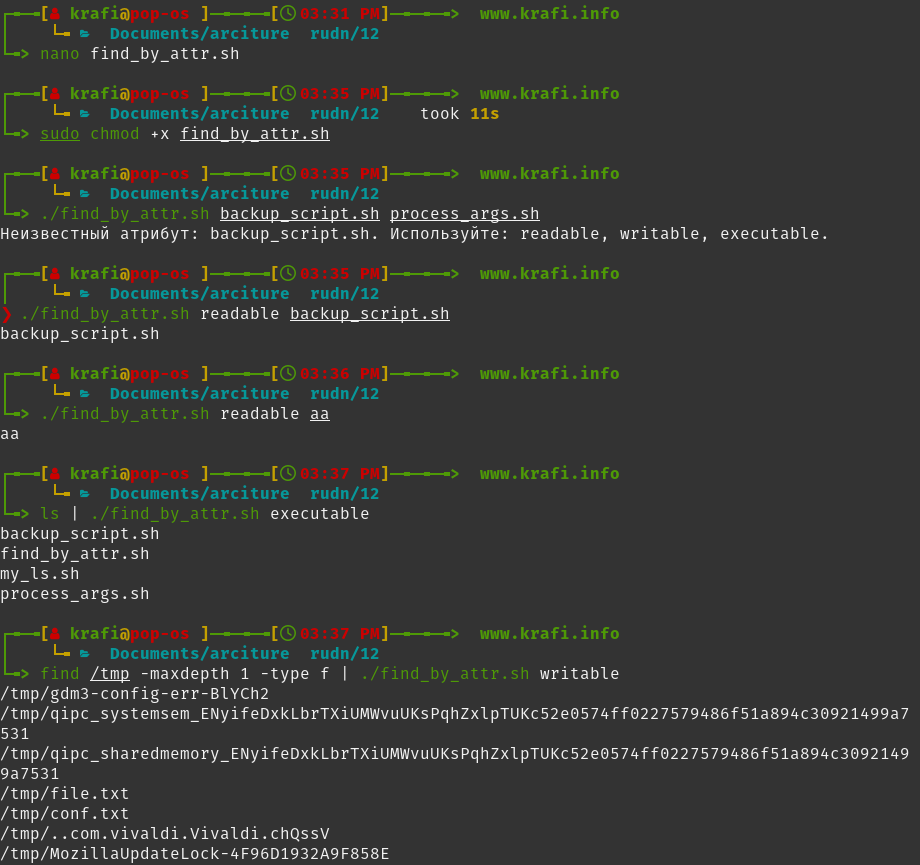 [ krafi@pop-os ] [ 03:31 PM] > www.krafi.info
Documents/arciture rudn/12
> nano find_by_attr.sh
[ krafi@pop-os ] [ 03:35 PM] > www.krafi.info
Documents/arciture rudn/12 took 11s
> sudo chmod +x find_by_attr.sh
[ krafi@pop-os ] [ 03:35 PM] > www.krafi.info
Documents/arciture rudn/12
> ./find_by_attr.sh backup_script.sh process_args.sh
Неизвестный атрибут: backup_script.sh. Используйте: readable, writable, executable.
[ krafi@pop-os ] [ 03:35 PM] > www.krafi.info
Documents/arciture rudn/12
❯ ./find_by_attr.sh readable backup_script.sh
backup_script.sh
[ krafi@pop-os ] [ 03:36 PM] > www.krafi.info
Documents/arciture rudn/12
> ./find_by_attr.sh readable aa
aa
[ krafi@pop-os ] [ 03:37 PM] > www.krafi.info
Documents/arciture rudn/12
> ls | ./find_by_attr.sh executable
backup_script.sh
find_by_attr.sh
my_ls.sh
process_args.sh
[ krafi@pop-os ] [ 03:37 PM] > www.krafi.info
Documents/arciture rudn/12
> find /tmp -maxdepth 1 -type f | ./find_by_attr.sh writable
/tmp/gdm3-config-err-BlYCh2
/tmp/qipc_systemsem_ENyifeDxkLbrTXiUMWvuUKsPqhZxlpTUKc52e0574ff0227579486f51a894c30921499a7
531
/tmp/qipc_sharedmemory_ENyifeDxkLbrTXiUMWvuUKsPqhZxlpTUKc52e0574ff0227579486f51a894c3092149
9a7531
/tmp/file.txt
/tmp/conf.txt
/tmp/..com.vivaldi.Vivaldi.chQssV
/tmp/MozillaUpdateLock-4F96D1932A9F858E